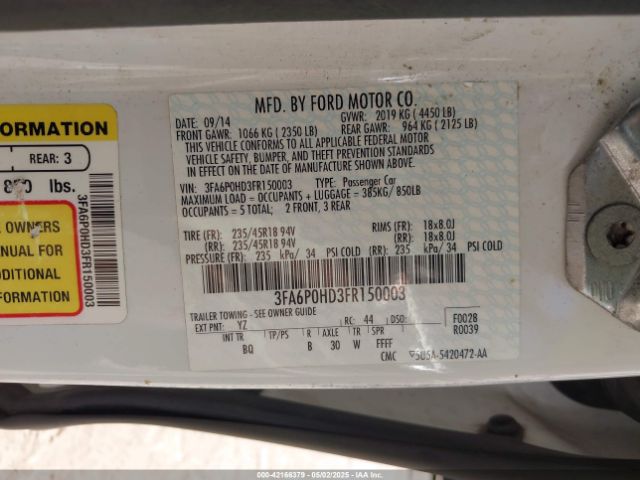 FORMATION
REAR: 3
lbs.
OWNERS
NUAL FOR
DDITIONAL
FORMATION
3FA6P0HD3FR150003
MFD. BY FORD MOTOR CO.
DATE: 09/14 GVWR: 2019 KG (4450 LB)
FRONT GAWR: 1066 KG (2350 LB) REAR GAWR: 964 KG (2125 LB)
THIS VEHICLE CONFORMS TO ALL APPLICABLE FEDERAL MOTOR
VEHICLE SAFETY, BUMPER, AND THEFT PREVENTION STANDARDS
IN EFFECT ON THE DATE OF MANUFACTURE SHOWN ABOVE.
VIN: 3FA6P0HD3FR150003 TYPE: Passenger Car
MAXIMUM LOAD = OCCUPANTS + LUGGAGE = 385KG/ 850LB
OCCUPANTS = 5 TOTAL; 2 FRONT, 3 REAR
TIRE (FR): 235/45R18 94V RIMS (FR): 18x8.0J
(RR): 235/45R18 94V (RR): 18x8.0J
PRESSURE (FR): 235 kPa/ 34 PSI COLD (RR): 235 kPa/ 34 PSI COLD
3FA6P0HD3FR150003
TRAILER TOWING - SEE OWNER GUIDE
EXT PNT: YZ RC: 44 DSO: F0028
R0039
INT TR TP/PS R AXLE TR SPR
BQ B 30 W FFFF
CMC 5U5A-5420472-AA
000-42166379 - 05/02/2025 - IAAI.COM